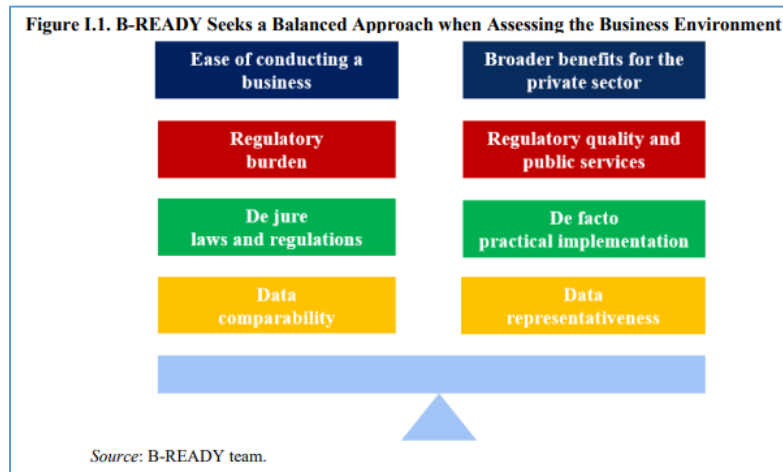 Figure I.1. B-READY Seeks a Balanced Approach when Assessing the Business Environment
Ease of conducting a
business
Broader benefits for the
private sector
Regulatory
burden
Regulatory quality and
public services
De jure
laws and regulations
De facto
practical implementation
Data
comparability
Data
representativeness
Source: B-READY team.